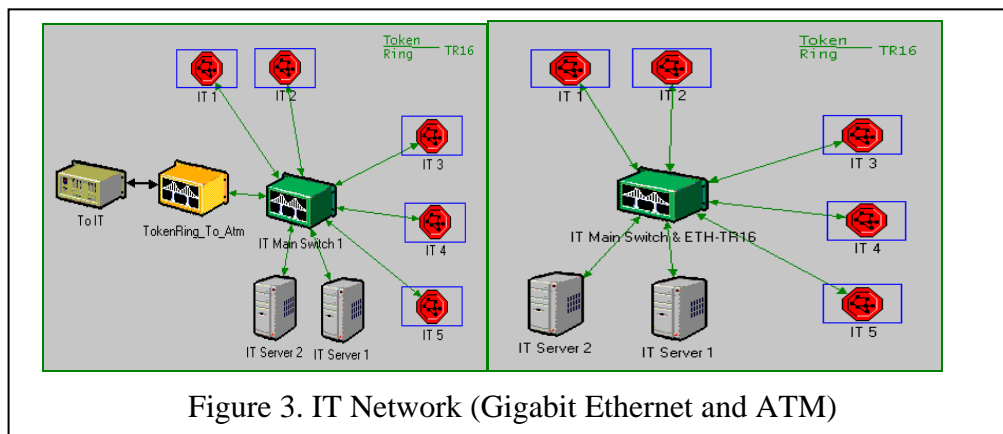 Token
Ring
TR16
IT 1
IT 2
IT 3
To IT
TokenRing_To_Atm
IT Main Switch 1
IT 4
IT Server 2
IT Server 1
IT 5
Token
Ring
TR16
IT 1
IT 2
IT 3
IT Main Switch & ETH-TR16
IT 4
IT Server 2
IT Server 1
IT 5
Figure 3. IT Network (Gigabit Ethernet and ATM)